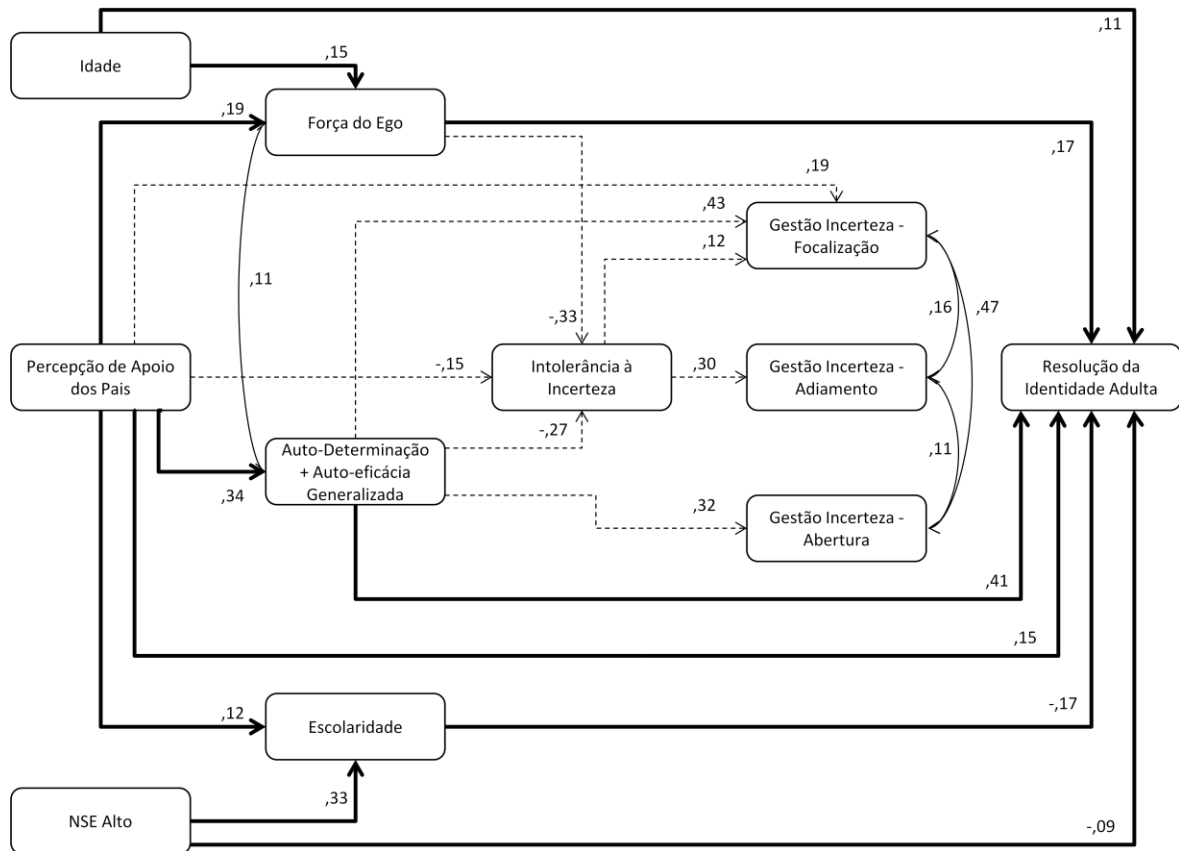 ,11
Idade
,15
,19
Força do Ego
,17
,19
,43
Gestão Incerteza -
Focalização
,12
,11
-,33
,16
,47
Percepção de Apoio
dos Pais
-,15
Intolerância à
Incerteza
,30
Gestão Incerteza -
Adiamento
Resolução da
Identidade Adulta
-,27
Auto-Determinação
+ Auto-eficácia
Generalizada
,11
,34
,32
Gestão Incerteza -
Abertura
,41
,15
,12
Escolaridade
-,17
,33
NSE Alto
-,09